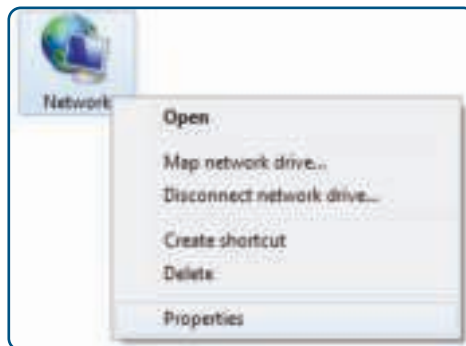 Network
Open
Map network drive...
Disconnect network drive...
Create shortcut
Delete
Properties